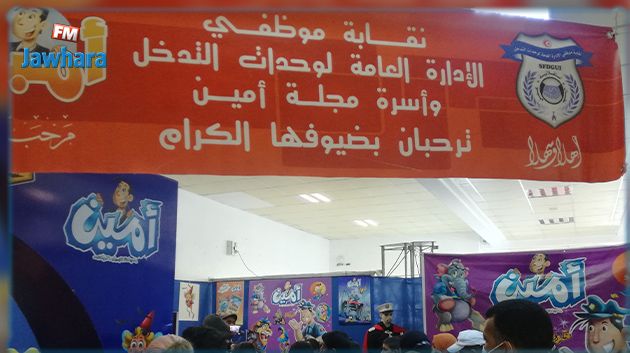 FM
Jawhara
نقابة موظفي
الإدارة العامة لوحدات التدخل
وأسرة مجلة أمين
ترحبان بضيوفها الكرام
SFDGUI
أهلا وسهلا
أمين
أمين